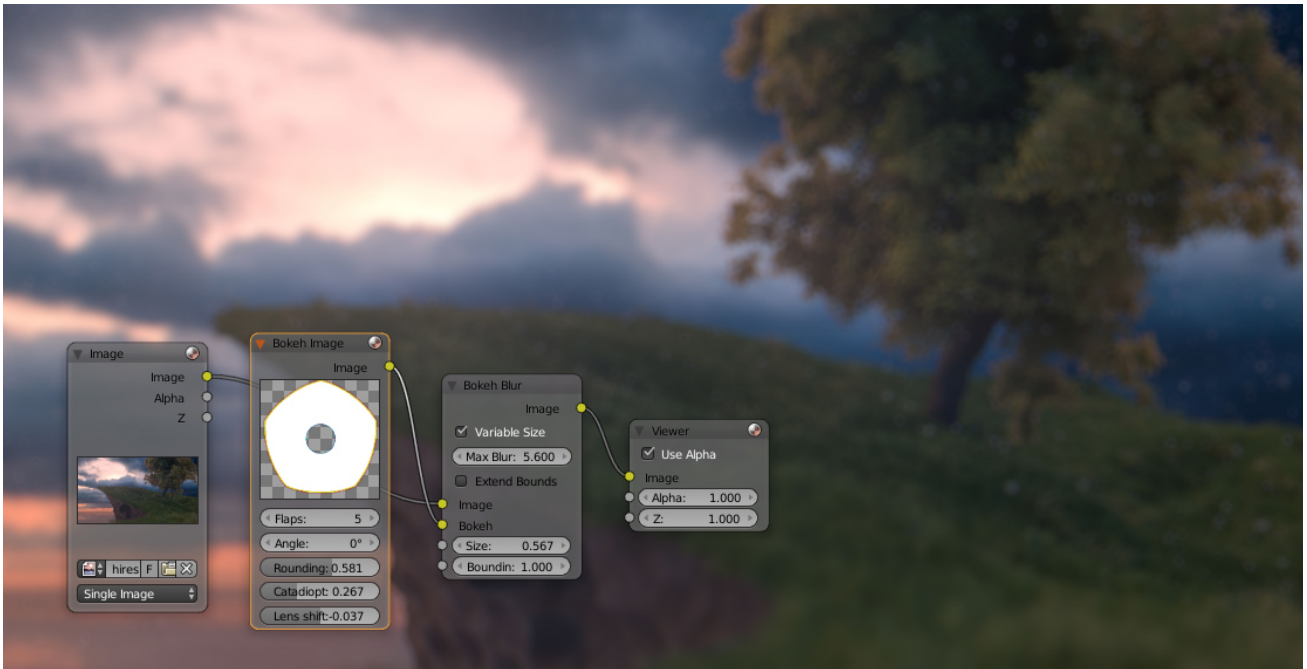 Image
Image
Alpha
Z
hires F
Single Image
Bokeh Image
Image
Flaps: 5
Angle: 0°
Rounding: 0.581
Catadiopt: 0.267
Lens shift:-0.037
Bokeh Blur
Image
Variable Size
Max Blur: 5.600
Extend Bounds
Image
Bokeh
Size: 0.567
Boundin: 1.000
Viewer
Use Alpha
Image
Alpha: 1.000
Z: 1.000